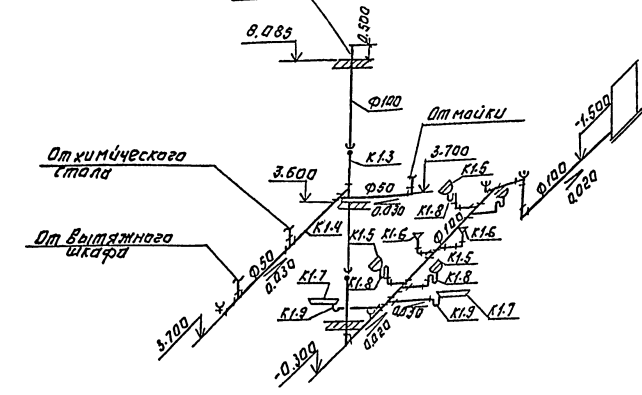 8.085
0.500
Ф100
От мойки
-1.500
От химического
стола
К1.3
3.700
К1.5
3.600
Ф50
Ф100
0.020
0.030
К1.8
К1.4
От вытяжного
шкафа
К1.5
К1.6
Ф100
К1.6
Ф50
0.030
К1.5
К1.7
К1.8
К1.8
К1.9
0.030
К1.9
К1.7
3.700
0.020
-0.300